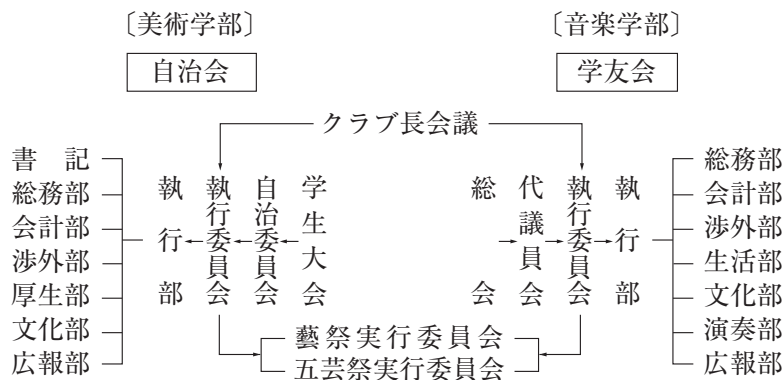 〔美術学部〕
〔音楽学部〕
自治会
学友会
クラブ長会議
書記
総務部
会計部
渉外部
厚生部
文化部
広報部
執行部
執行委員会
自治委員会
学生大会
総会
代議員会
執行委員会
執行部
総務部
会計部
渉外部
生活部
文化部
演奏部
広報部
藝祭実行委員会
五芸祭実行委員会